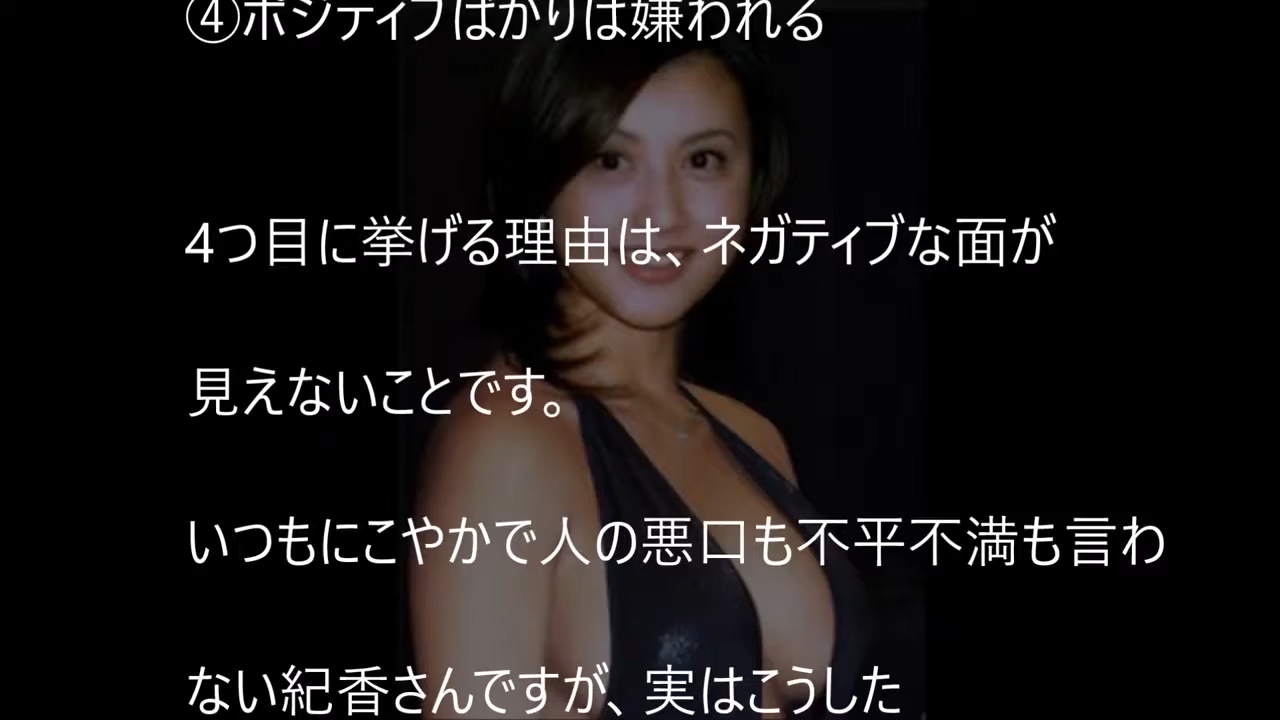 ④ポジティブばかりは嫌われる
4つ目に挙げる理由は、ネガティブな面が
見えないことです。
いつもにこやかで人の悪口も不平不満も言わ
ない紀香さんですが、実はこうした